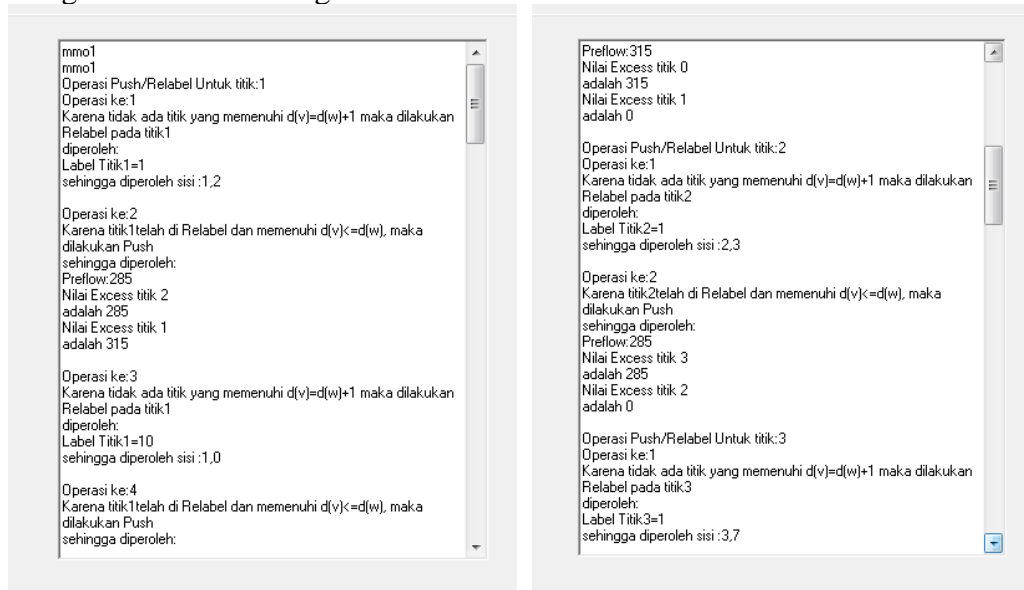 mmo1
mmo1
Operasi Push/Relabel Untuk titik:1
Operasi ke:1
Karena tidak ada titik yang memenuhi d(v)=d(w)+1 maka dilakukan
Relabel pada titik1
diperoleh:
Label Titik1=1
sehingga diperoleh sisi :1,2

Operasi ke:2
Karena titik1telah di Relabel dan memenuhi d(v)<=d(w), maka
dilakukan Push
sehingga diperoleh:
Preflow:285
Nilai Excess titik 2
adalah 285
Nilai Excess titik 1
adalah 315

Operasi ke:3
Karena tidak ada titik yang memenuhi d(v)=d(w)+1 maka dilakukan
Relabel pada titik1
diperoleh:
Label Titik1=10
sehingga diperoleh sisi :1,0

Operasi ke:4
Karena titik1telah di Relabel dan memenuhi d(v)<=d(w), maka
dilakukan Push
sehingga diperoleh:

Preflow:315
Nilai Excess titik 0
adalah 315
Nilai Excess titik 1
adalah 0

Operasi Push/Relabel Untuk titik:2
Operasi ke:1
Karena tidak ada titik yang memenuhi d(v)=d(w)+1 maka dilakukan
Relabel pada titik2
diperoleh:
Label Titik2=1
sehingga diperoleh sisi :2,3

Operasi ke:2
Karena titik2telah di Relabel dan memenuhi d(v)<=d(w), maka
dilakukan Push
sehingga diperoleh:
Preflow:285
Nilai Excess titik 3
adalah 285
Nilai Excess titik 2
adalah 0

Operasi Push/Relabel Untuk titik:3
Operasi ke:1
Karena tidak ada titik yang memenuhi d(v)=d(w)+1 maka dilakukan
Relabel pada titik3
diperoleh:
Label Titik3=1
sehingga diperoleh sisi :3,7